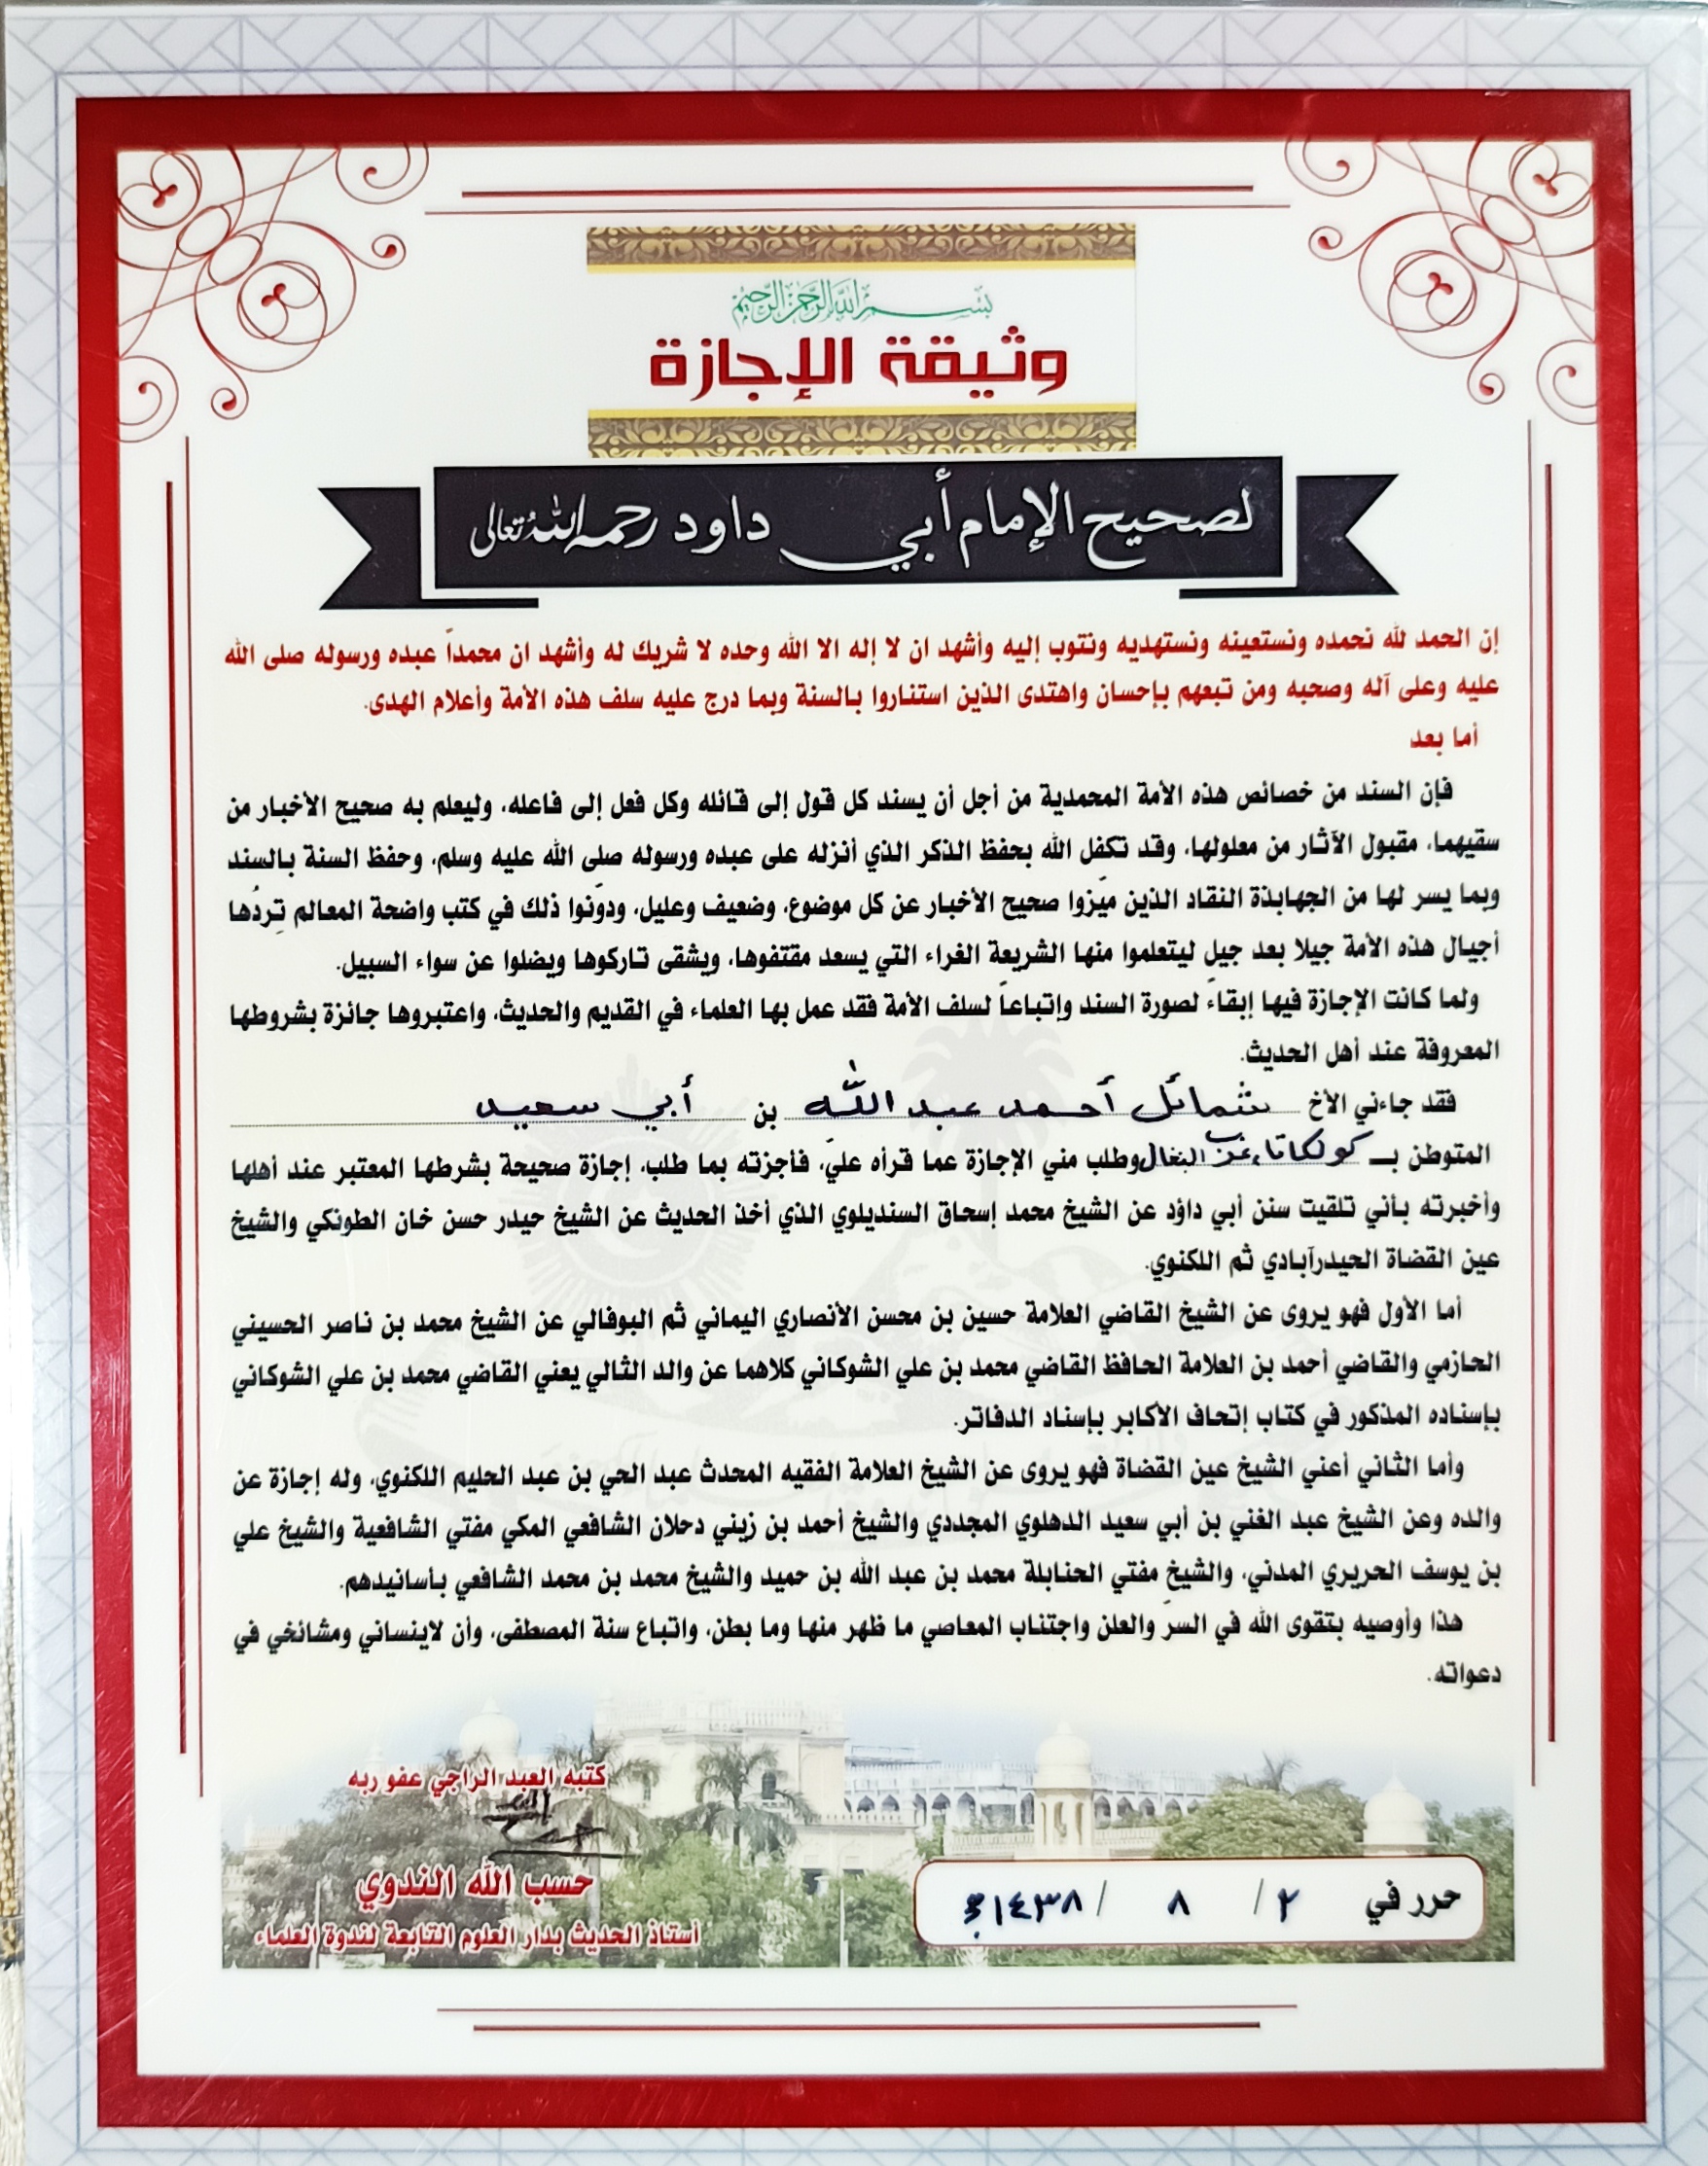 بسم الله الرحمن الرحيم
وثيقة الإجازة
لصحيح الإمام أبي داود رحمه الله تعالى
إن الحمد لله نحمده ونستعينه ونستهديه ونتوب إليه وأشهد ان لا إله الا الله وحده لا شريك له وأشهد ان محمداً عبده ورسوله صلى الله
عليه وعلى آله وصحبه ومن تبعهم بإحسان واهتدى الذين استناروا بالسنة وبما درج عليه سلف هذه الأمة وأعلام الهدى.
أما بعد
فإن السند من خصائص هذه الأمة المحمدية من أجل أن يسند كل قول إلى قائله وكل فعل إلى فاعله، وليعلم به صحيح الأخبار من
سقيهما، مقبول الآثار من معلولها، وقد تكفل الله بحفظ الذكر الذي أنزله على عبده ورسوله صلى الله عليه وسلم، وحفظ السنة بالسند
وبما يسر لها من الجهابذة النقاد الذين ميّزوا صحيح الأخبار عن كل موضوع، وضعيف وعليل، ودوّنوا ذلك في كتب واضحة المعالم تردُها
أجيال هذه الأمة جيلا بعد جيل ليتعلموا منها الشريعة الغراء التي يسعد مقتفوها، ويشقى تاركوها ويضلوا عن سواء السبيل.
ولما كانت الإجازة فيها إبقاءً لصورة السند وإتباعاً لسلف الأمة فقد عمل بها العلماء في القديم والحديث، واعتبروها جائزة بشروطها
المعروفة عند أهل الحديث.
فقد جاءني الأخ شمائل أحمد عبد الله بن أبي سعيد
المتوطن بـ كولكاتا، غرب البنغال وطلب مني الإجازة عما قرأه عليّ، فأجزته بما طلب، إجازة صحيحة بشرطها المعتبر عند أهلها
وأخبرته بأني تلقيت سنن أبي داؤد عن الشيخ محمد إسحاق السنديلوي الذي أخذ الحديث عن الشيخ حيدر حسن خان الطونكي والشيخ
عين القضاة الحيدرآبادي ثم اللكنوي.
أما الأول فهو يروى عن الشيخ القاضي العلامة حسين بن محسن الأنصاري اليماني ثم البوفالي عن الشيخ محمد بن ناصر الحسيني
الحازمي والقاضي أحمد بن العلامة الحافظ القاضي محمد بن علي الشوكاني كلاهما عن والد الثالي يعني القاضي محمد بن علي الشوكاني
بإسناده المذكور في كتاب إتحاف الأكابر بإسناد الدفاتر.
وأما الثاني أعني الشيخ عين القضاة فهو يروى عن الشيخ العلامة الفقيه المحدث عبد الحي بن عبد الحليم اللكنوي، وله إجازة عن
والده وعن الشيخ عبد الغني بن أبي سعيد الدهلوي المجددي والشيخ أحمد بن زيني دحلان الشافعي المكي مفتي الشافعية والشيخ علي
بن يوسف الحريري المدني، والشيخ مفتي الحنابلة محمد بن عبد الله بن حميد والشيخ محمد بن محمد الشافعي بأسانيدهم.
هذا وأوصيه بتقوى الله في السرّ والعلن واجتناب المعاصي ما ظهر منها وما بطن، واتباع سنة المصطفى، وأن لاينساني ومشائخي في
دعواته.
كتبه العبد الراجي عفو ربه
حسب الله الندوي
أستاذ الحديث بدار العلوم التابعة لندوة العلماء
حرر في ٢ / ٨ / ١٤٣٨هـ